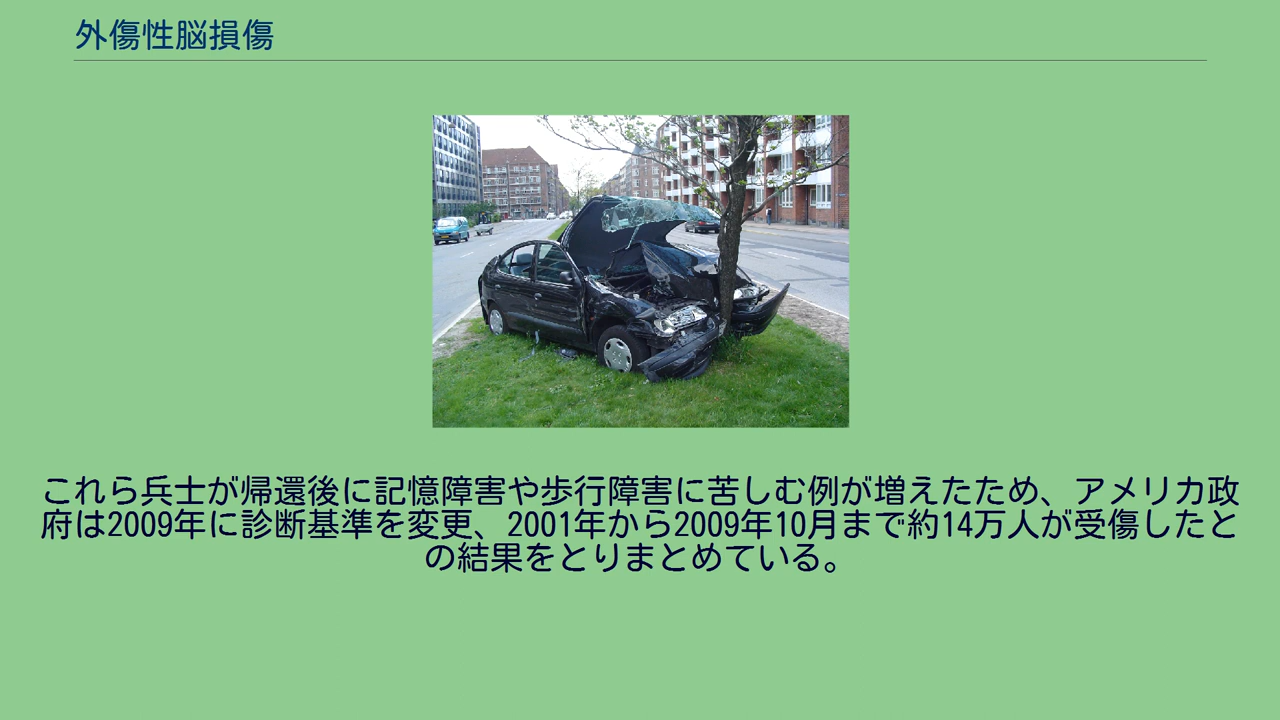 外傷性脳損傷
これら兵士が帰還後に記憶障害や歩行障害に苦しむ例が増えたため、アメリカ政
府は2009年に診断基準を変更、2001年から2009年10月まで約14万人が受傷したと
の結果をとりまとめている。